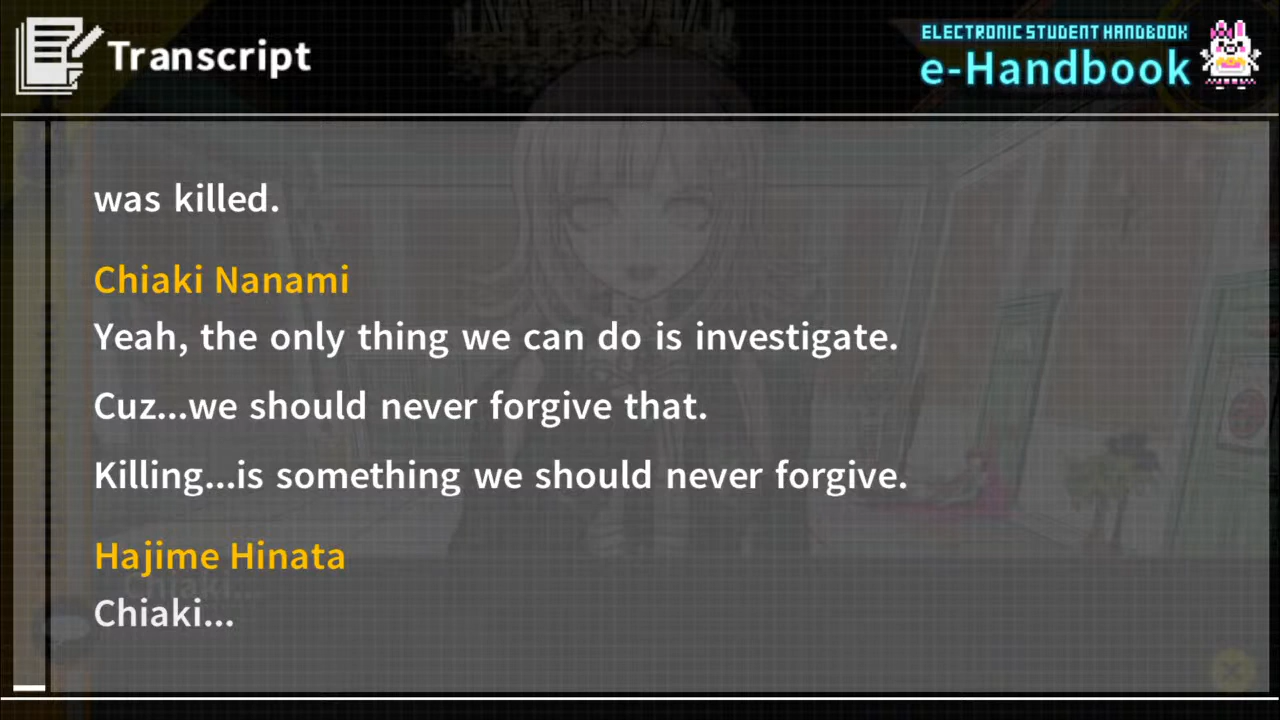 Transcript
ELECTRONIC STUDENT HANDBOOK
e-Handbook
was killed.
Chiaki Nanami
Yeah, the only thing we can do is investigate.
Cuz...we should never forgive that.
Killing...is something we should never forgive.
Hajime Hinata
Chiaki...
Chiaki...